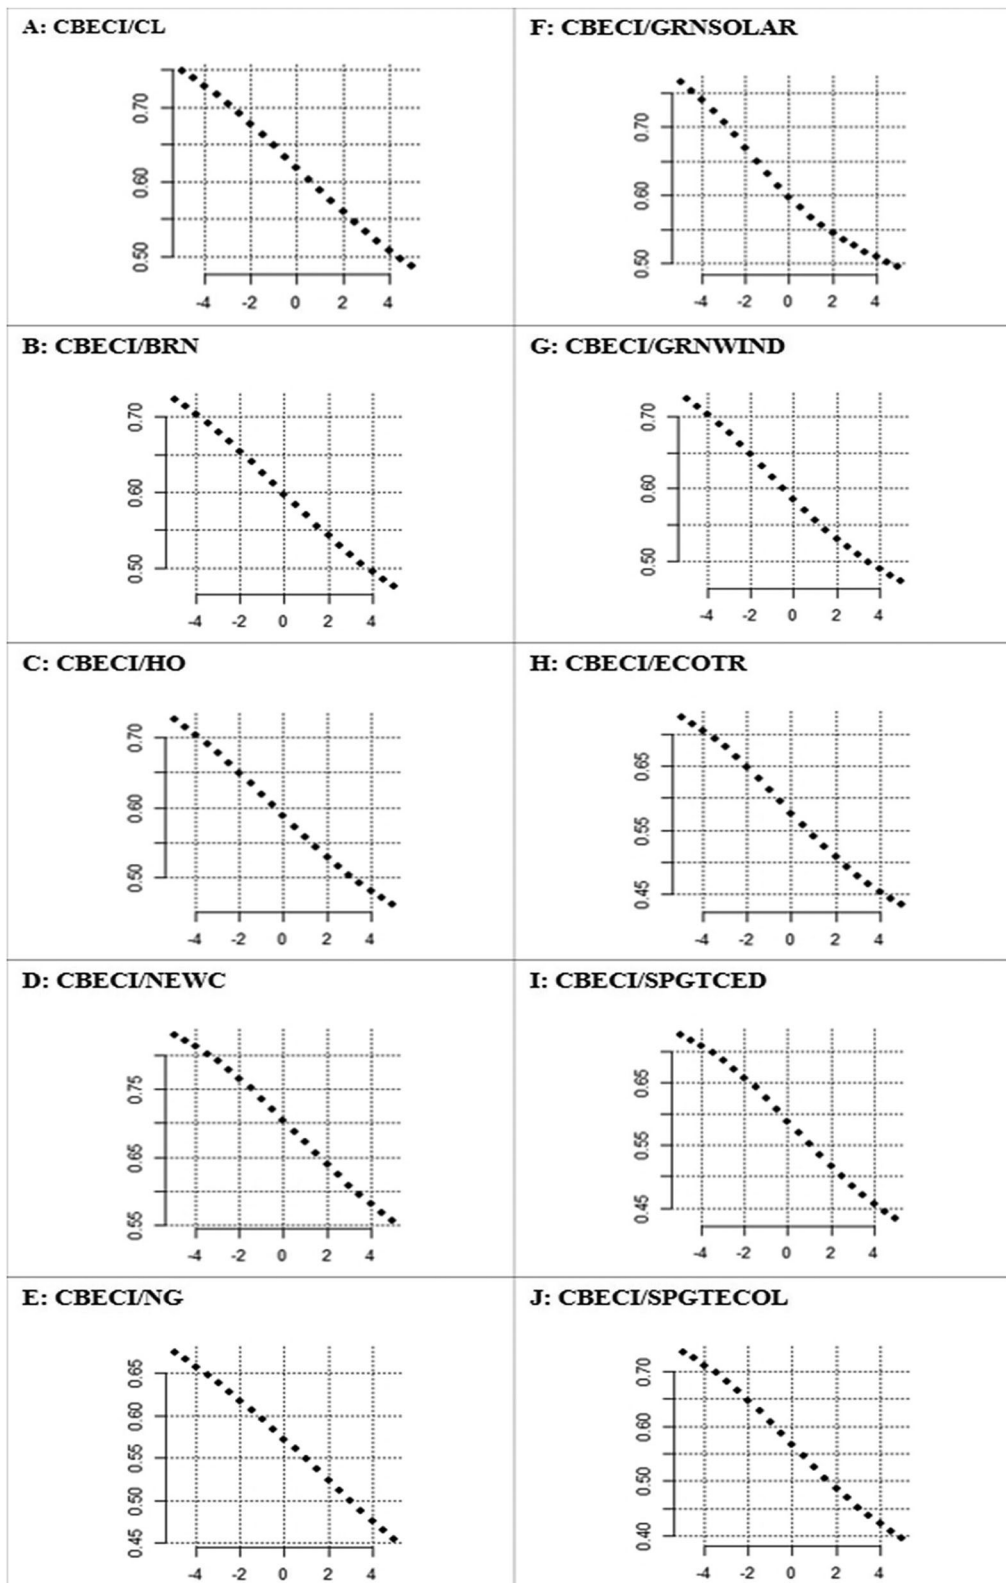 A: CBECI/CL
0.70
0.60
0.50
-4 -2 0 2 4
F: CBECI/GRNSOLAR
0.70
0.60
0.50
-4 -2 0 2 4
B: CBECI/BRN
0.70
0.60
0.50
-4 -2 0 2 4
G: CBECI/GRNWIND
0.70
0.60
0.50
-4 -2 0 2 4
C: CBECI/HO
0.70
0.60
0.50
-4 -2 0 2 4
H: CBECI/ECOTR
0.65
0.55
0.45
-4 -2 0 2 4
D: CBECI/NEWC
0.75
0.65
0.55
-4 -2 0 2 4
I: CBECI/SPGTCED
0.65
0.55
0.45
-4 -2 0 2 4
E: CBECI/NG
0.65
0.60
0.55
0.50
0.45
-4 -2 0 2 4
J: CBECI/SPGTECOL
0.70
0.60
0.50
0.40
-4 -2 0 2 4